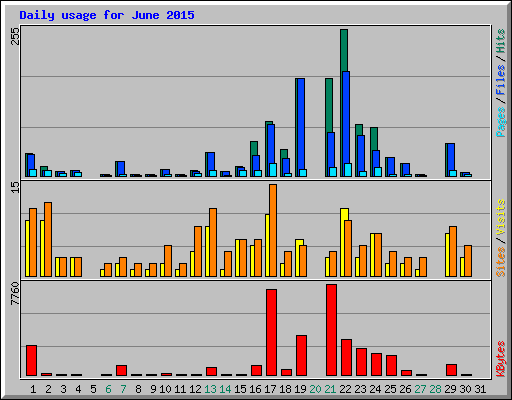 Daily usage for June 2015
255
Pages/Files/Hits
15
Sites/Visits
7760
KBytes
1 2 3 4 5 6 7 8 9 10 11 12 13 14 15 16 17 18 19 20 21 22 23 24 25 26 27 28 29 30 31